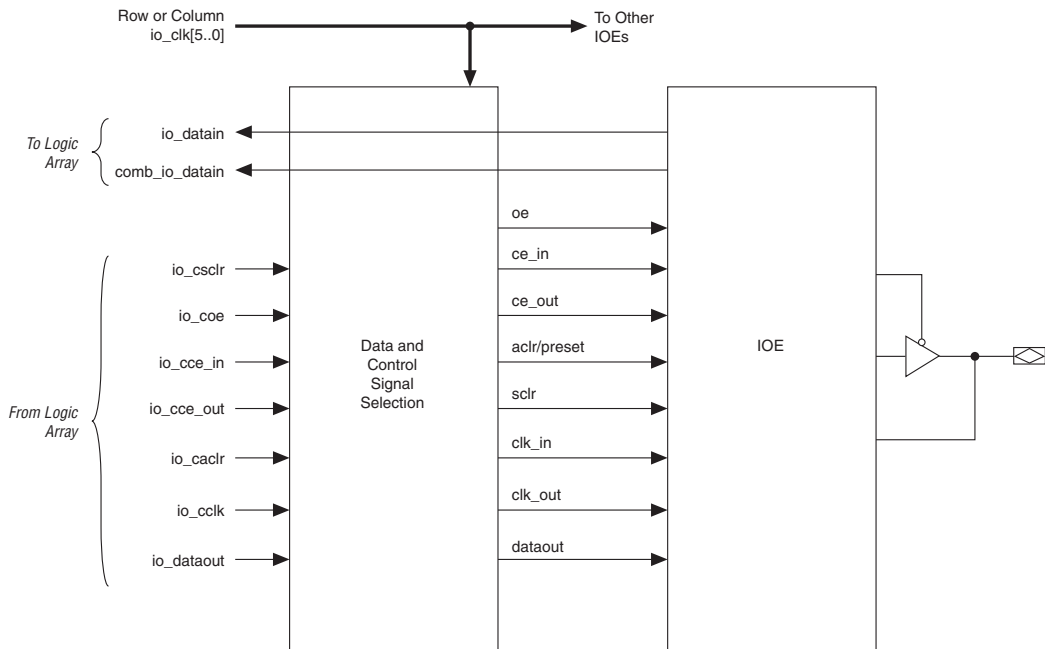 Row or Column
io_clk[5..0]
To Other
IOEs
To Logic
Array
io_datain
comb_io_datain
oe
From Logic
Array
io_csclr
io_coe
io_cce_in
io_cce_out
io_caclr
io_cclk
io_dataout
Data and
Control
Signal
Selection
ce_in
ce_out
aclr/preset
sclr
clk_in
clk_out
dataout
IOE